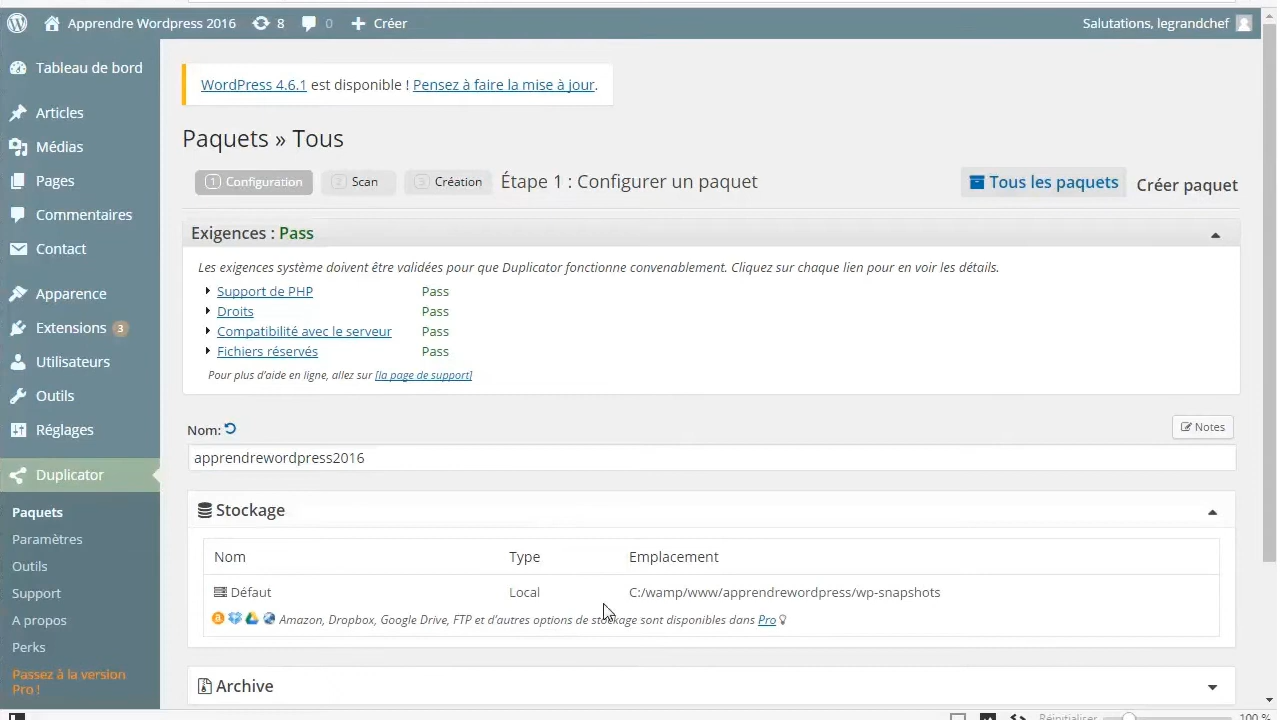 Apprendre Wordpress 2016 8 0 Créer Salutations, legrandchef
Tableau de bord
Articles
Médias
Pages
Commentaires
Contact
Apparence
Extensions 3
Utilisateurs
Outils
Réglages
Duplicator
Paquets
Paramètres
Outils
Support
A propos
Perks
Passez à la version
Pro !
WordPress 4.6.1 est disponible ! Pensez à faire la mise à jour.
Paquets » Tous
1 Configuration 2 Scan 3 Création Étape 1 : Configurer un paquet Tous les paquets Créer paquet
Exigences : Pass
Les exigences système doivent être validées pour que Duplicator fonctionne convenablement. Cliquez sur chaque lien pour en voir les détails.
Support de PHP Pass
Droits Pass
Compatibilité avec le serveur Pass
Fichiers réservés Pass
Pour plus d'aide en ligne, allez sur [la page de support]
Nom: Notes
apprendrewordpress2016
Stockage
Nom Type Emplacement
Défaut Local C:/wamp/www/apprendrewordpress/wp-snapshots
Amazon, Dropbox, Google Drive, FTP et d'autres options de stockage sont disponibles dans Pro
Archive
Réinitialiser 100 %